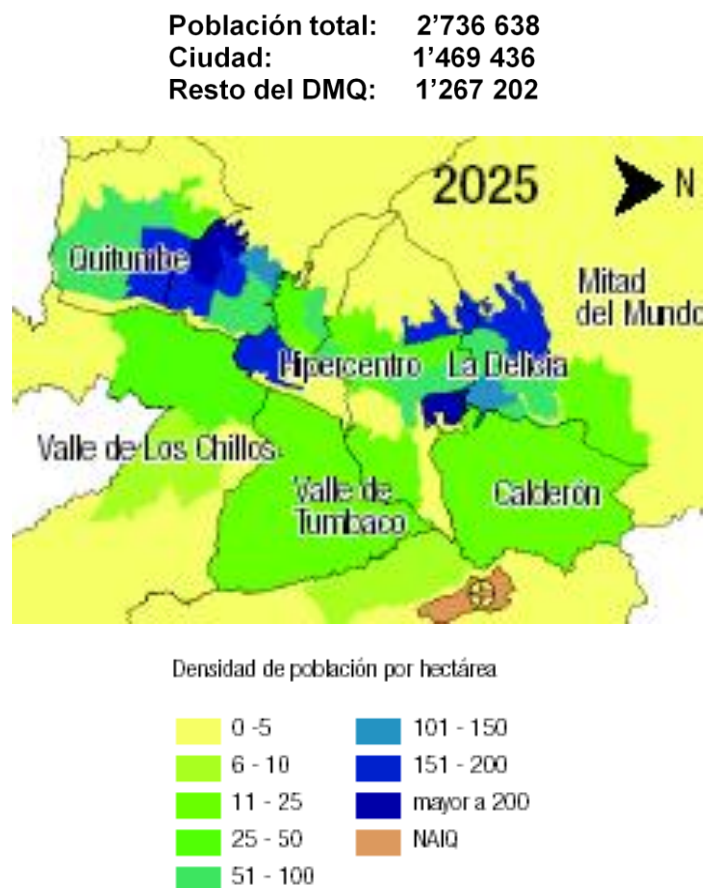 Población total: 2’736 638
Ciudad: 1’469 436
Resto del DMQ: 1’267 202
2025
N
Quitumbe
Mitad
del Mundo
Hipercentro
La Delicia
Valle de Los Chillos
Valle de
Tumbaco
Calderón
Densidad de población por hectárea
0 -5
6 - 10
11 - 25
25 - 50
51 - 100
101 - 150
151 - 200
mayor a 200
NAIQ